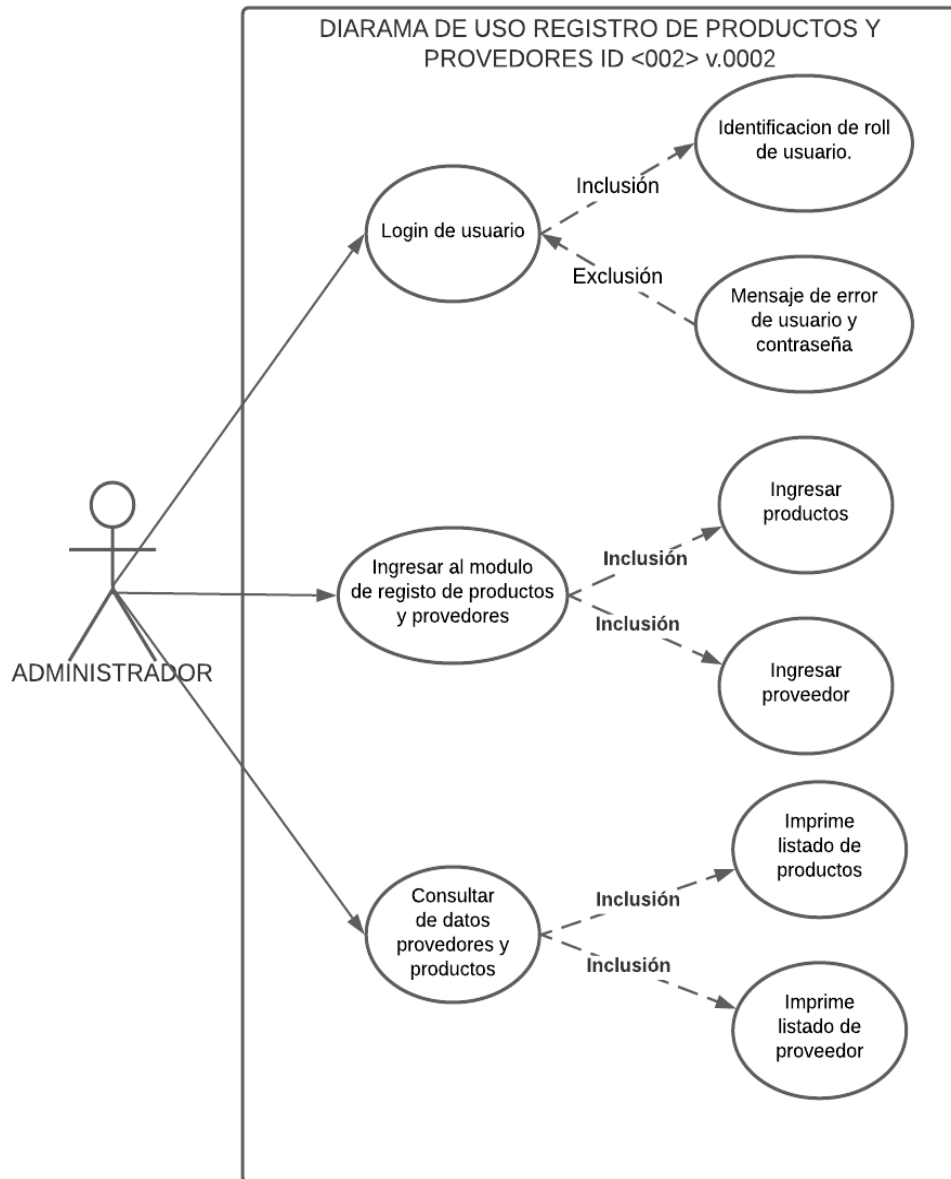 DIARAMA DE USO REGISTRO DE PRODUCTOS Y
PROVEDORES ID <002> v.0002
Identificacion de roll
de usuario.
Inclusión
Login de usuario
Exclusión
Mensaje de error
de usuario y
contraseña
Ingresar
productos
Inclusión
Ingresar al modulo
de registo de productos
y provedores
Inclusión
Ingresar
proveedor
ADMINISTRADOR
Imprime
listado de
productos
Inclusión
Consultar
de datos
provedores y
productos
Inclusión
Imprime
listado de
proveedor